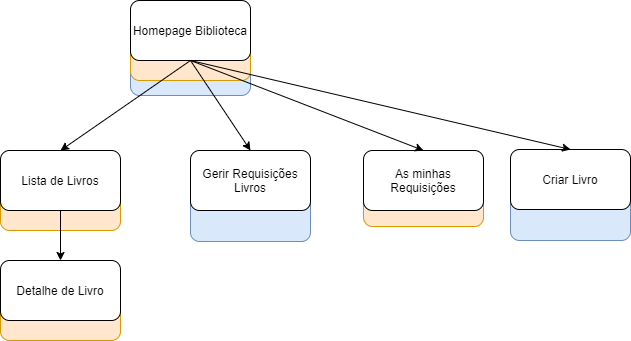 Homepage Biblioteca
Lista de Livros
Gerir Requisições
Livros
As minhas
Requisições
Criar Livro
Detalhe de Livro